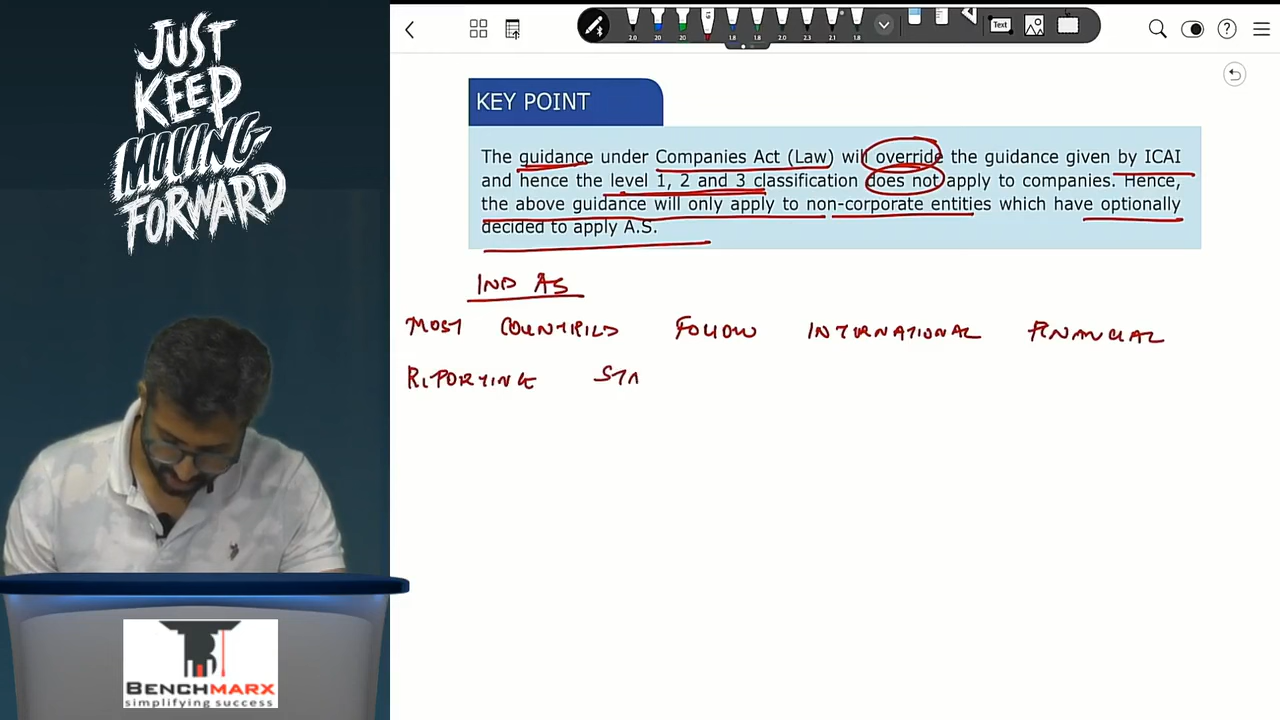 JUST
KEEP
MOVING
FORWARD
KEY POINT
The guidance under Companies Act (Law) will override the guidance given by ICAI
and hence the level 1, 2 and 3 classification does not apply to companies. Hence,
the above guidance will only apply to non-corporate entities which have optionally
decided to apply A.S.
IND AS
MOST COUNTRIES FOLLOW INTERNATIONAL FINANCIAL
REPORTING STA
BENCHMARX
simplifying success
Text